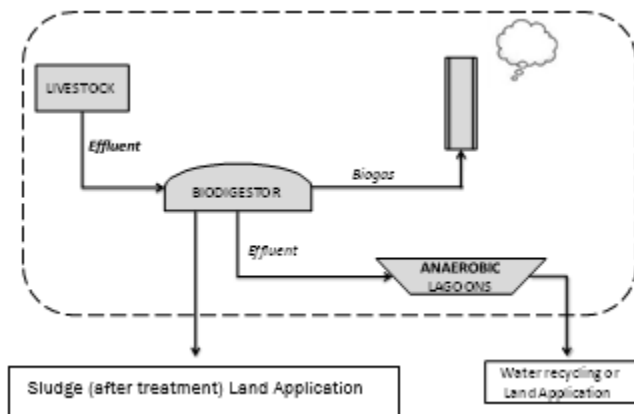 LIVESTOCK
Effluent
BIODIGESTOR
Biogas
Effluent
ANAEROBIC
LAGOONS
Sludge (after treatment) Land Application
Water recycling or
Land Application